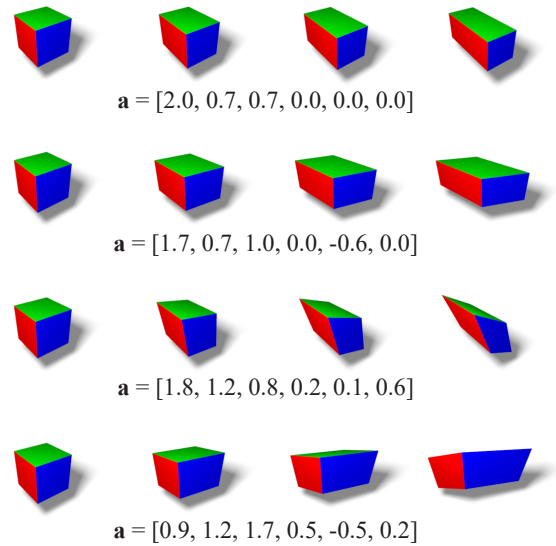 a = [2.0, 0.7, 0.7, 0.0, 0.0, 0.0]
a = [1.7, 0.7, 1.0, 0.0, -0.6, 0.0]
a = [1.8, 1.2, 0.8, 0.2, 0.1, 0.6]
a = [0.9, 1.2, 1.7, 0.5, -0.5, 0.2]